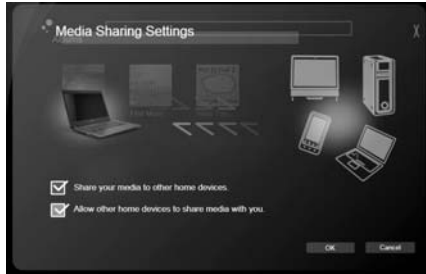 Media Sharing Settings
X
Share your media to other home devices.
Allow other home devices to share media with you.
OK
Cancel